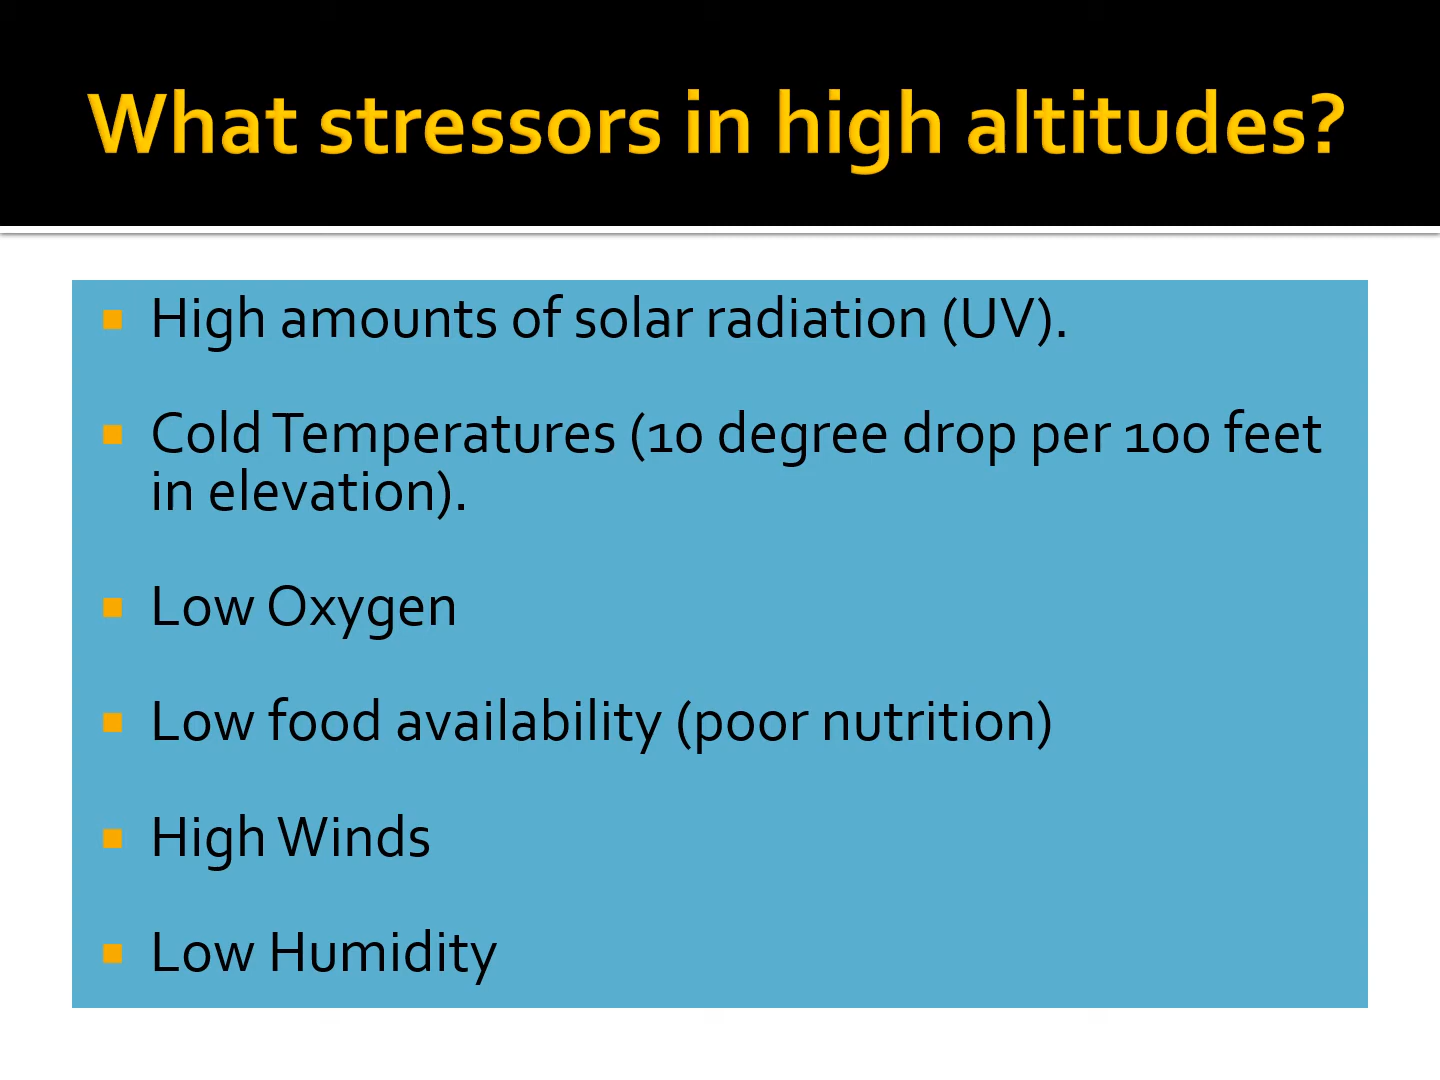 What stressors in high altitudes?
High amounts of solar radiation (UV).
Cold Temperatures (10 degree drop per 100 feet
in elevation).
Low Oxygen
Low food availability (poor nutrition)
High Winds
Low Humidity